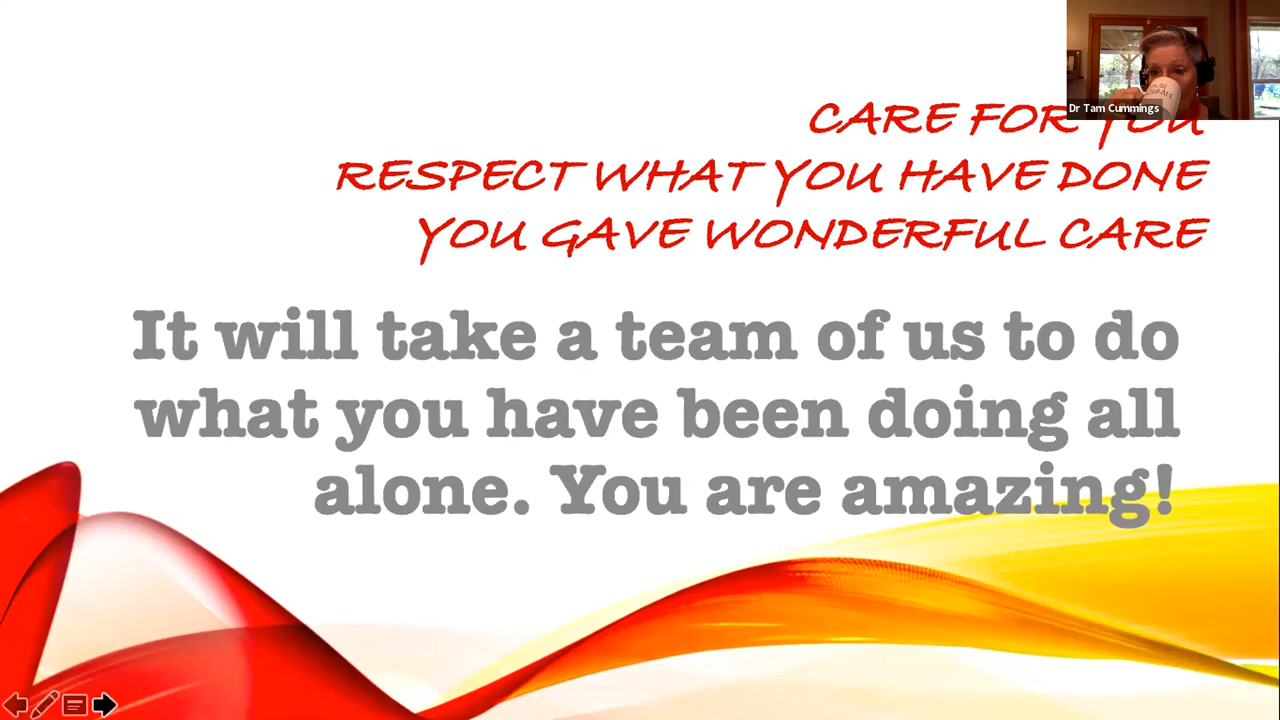 Dr Tam Cummings
CARE FOR YOU
RESPECT WHAT YOU HAVE DONE
YOU GAVE WONDERFUL CARE
It will take a team of us to do
what you have been doing all
alone. You are amazing!